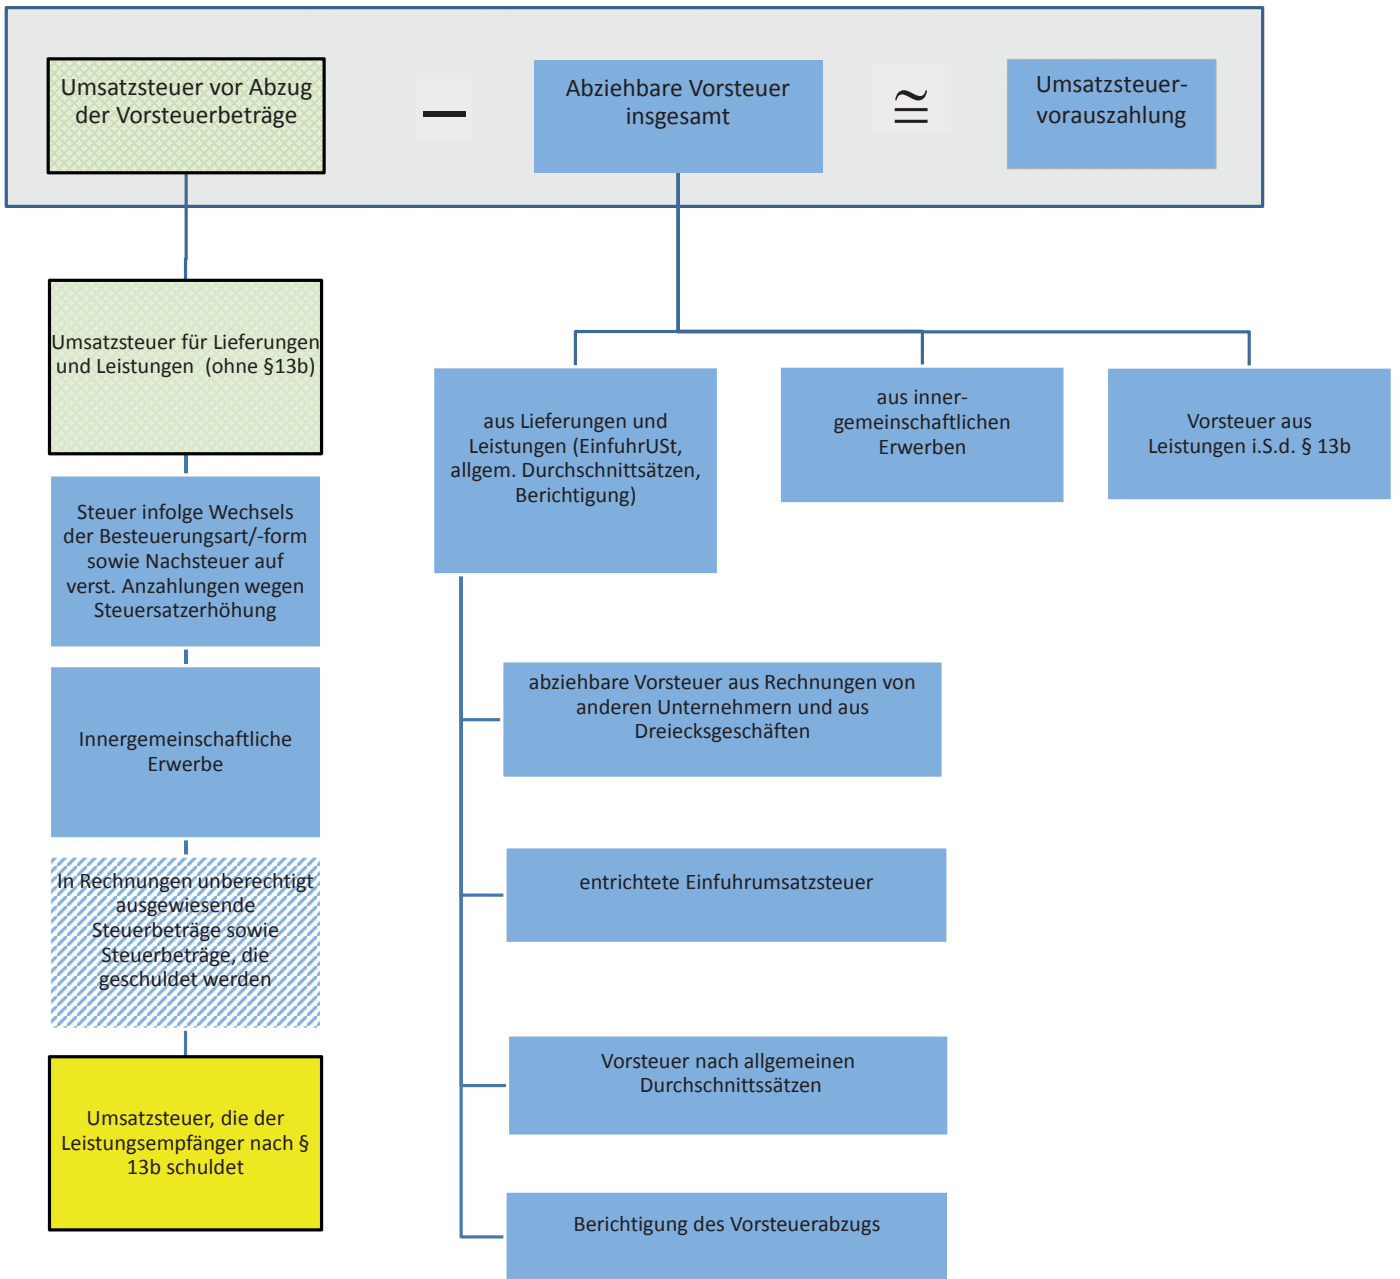 Umsatzsteuer vor Abzug
der Vorsteuerbeträge
—
Abziehbare Vorsteuer
insgesamt
≅
Umsatzsteuer-
vorauszahlung
Umsatzsteuer für Lieferungen
und Leistungen (ohne §13b)
Steuer infolge Wechsels
der Besteuerungsart/-form
sowie Nachsteuer auf
verst. Anzahlungen wegen
Steuersatzerhöhung
Innergemeinschaftliche
Erwerbe
In Rechnungen unberechtigt
ausgewiesende
Steuerbeträge sowie
Steuerbeträge, die
geschuldet werden
Umsatzsteuer, die der
Leistungsempfänger nach §
13b schuldet
aus Lieferungen und
Leistungen (EinfuhrUSt,
allgem. Durchschnittsätzen,
Berichtigung)
aus inner-
gemeinschaftlichen
Erwerben
Vorsteuer aus
Leistungen i.S.d. § 13b
abziehbare Vorsteuer aus Rechnungen von
anderen Unternehmern und aus
Dreiecksgeschäften
entrichtete Einfuhrumsatzsteuer
Vorsteuer nach allgemeinen
Durchschnittssätzen
Berichtigung des Vorsteuerabzugs